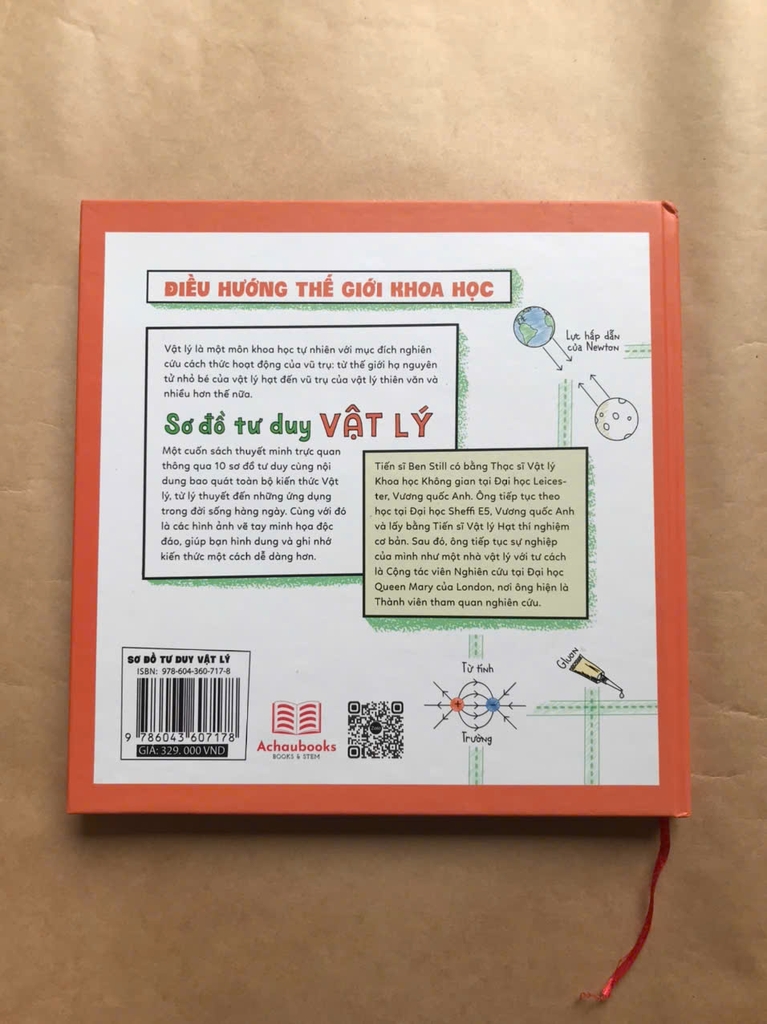 ĐIỀU HƯỚNG THẾ GIỚI KHOA HỌC
Vật lý là một môn khoa học tự nhiên với mục đích nghiên
cứu cách thức hoạt động của vũ trụ: từ thế giới hạ nguyên
tử nhỏ bé của vật lý hạt đến vũ trụ của vật lý thiên văn và
nhiều hơn thế nữa.
Sơ đồ tư duy VẬT LÝ
Một cuốn sách thuyết minh trực quan
thông qua 10 sơ đồ tư duy cùng nội
dung bao quát toàn bộ kiến thức Vật
lý, từ lý thuyết đến những ứng dụng
trong đời sống hàng ngày. Cùng với đó
là các hình ảnh vẽ tay minh họa độc
đáo, giúp bạn hình dung và ghi nhớ
kiến thức một cách dễ dàng hơn.
Lực hấp dẫn
của Newton
Tiến sĩ Ben Still có bằng Thạc sĩ Vật lý
Khoa học Không gian tại Đại học Leices-
ter, Vương quốc Anh. Ông tiếp tục theo
học tại Đại học Sheffi E5, Vương quốc Anh
và lấy bằng Tiến sĩ Vật lý Hạt thí nghiệm
cơ bản. Sau đó, ông tiếp tục sự nghiệp
của mình như một nhà vật lý với tư cách
là Cộng tác viên Nghiên cứu tại Đại học
Queen Mary của London, nơi ông hiện là
Thành viên tham quan nghiên cứu.
SƠ ĐỒ TƯ DUY VẬT LÝ
ISBN: 978-604-360-717-8
9 786043 607178
GIÁ: 329. 000 VND
Achaubooks
BOOKS & STEM
Từ tính
+ -
Trường
Gluon